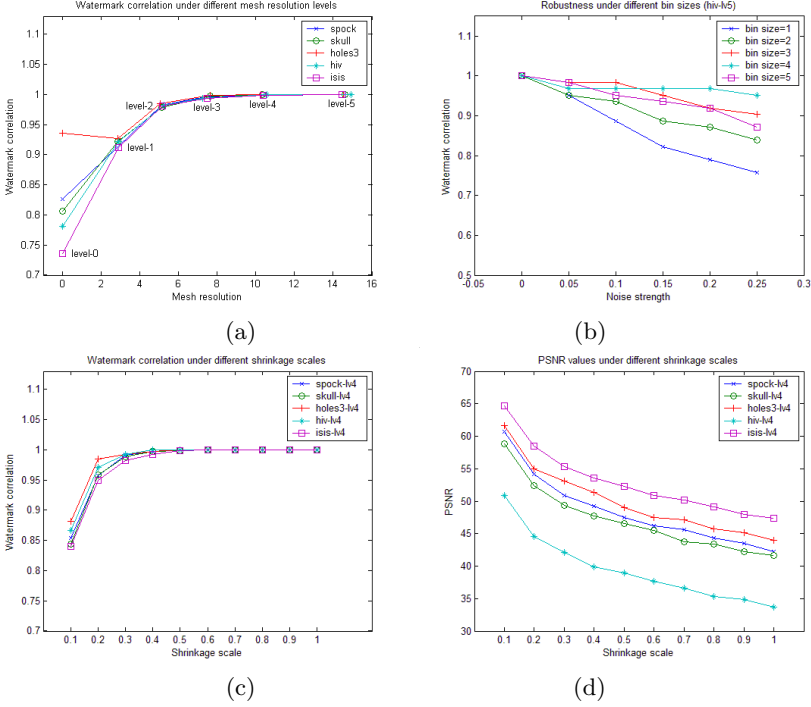 Watermark correlation under different mesh resolution levels
spock
skull
holes3
hiv
isis
1.1
1.05
1
0.95
0.9
0.85
0.8
0.75
0.7
Watermark correlation
level-0
level-1
level-2
level-3
level-4
level-5
0 2 4 6 8 10 12 14 16
Mesh resolution
(a)
Robustness under different bin sizes (hiv-lv5)
bin size=1
bin size=2
bin size=3
bin size=4
bin size=5
1.1
1
0.9
0.8
0.7
0.6
0.5
Watermark correlation
-0.05 0 0.05 0.1 0.15 0.2 0.25 0.3
Noise strength
(b)
Watermark correlation under different shrinkage scales
spock-lv4
skull-lv4
holes3-lv4
hiv-lv4
isis-lv4
1.1
1.05
1
0.95
0.9
0.85
0.8
0.75
0.7
Watermark correlation
0.1 0.2 0.3 0.4 0.5 0.6 0.7 0.8 0.9 1
Shrinkage scale
(c)
PSNR values under different shrinkage scales
spock-lv4
skull-lv4
holes3-lv4
hiv-lv4
isis-lv4
70
65
60
55
50
45
40
35
30
PSNR
0.1 0.2 0.3 0.4 0.5 0.6 0.7 0.8 0.9 1
Shrinkage scale
(d)